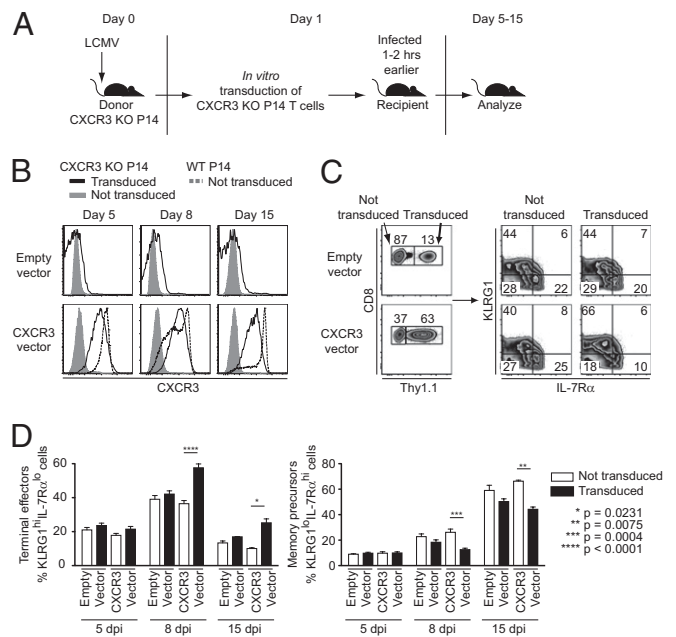 A
Day 0
Day 1
Day 5-15
LCMV
Donor
CXCR3 KO P14
In vitro
transduction of
CXCR3 KO P14 T cells
Infected
1-2 hrs
earlier
Recipient
Analyze
B
CXCR3 KO P14
WT P14
Transducted
Not transduced
Not transduced
Day 5
Day 8
Day 15
Empty
vector
CXCR3
vector
CXCR3
C
Not
transduced
Transduced
Not
transduced
Transduced
Empty
vector
CXCR3
vector
CD8
Thy1.1
87
13
37
63
KLRG1
IL-7Rα
44
6
28
22
44
7
29
20
40
8
27
25
66
6
18
10
D
Terminal effectors
% KLRG1hiIL-7Rαlo cells
60
40
20
0
****
*
Empty
Vector
CXCR3
Vector
Empty
Vector
CXCR3
Vector
Empty
Vector
CXCR3
Vector
5 dpi
8 dpi
15 dpi
Memory precursors
% KLRG1loIL-7Rαhi cells
80
60
40
20
0
***
**
Empty
Vector
CXCR3
Vector
Empty
Vector
CXCR3
Vector
Empty
Vector
CXCR3
Vector
5 dpi
8 dpi
15 dpi
Not transduced
Transduced
* p = 0.0231
** p = 0.0075
*** p = 0.0004
**** p < 0.0001